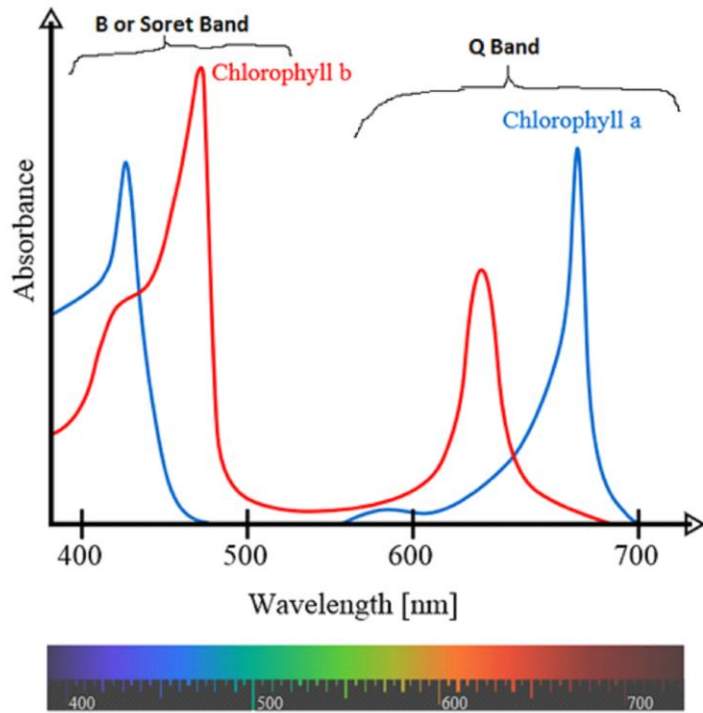 B or Soret Band
Q Band
Chlorophyll b
Chlorophyll a
Absorbance
400 500 600 700
Wavelength [nm]
400 500 600 700